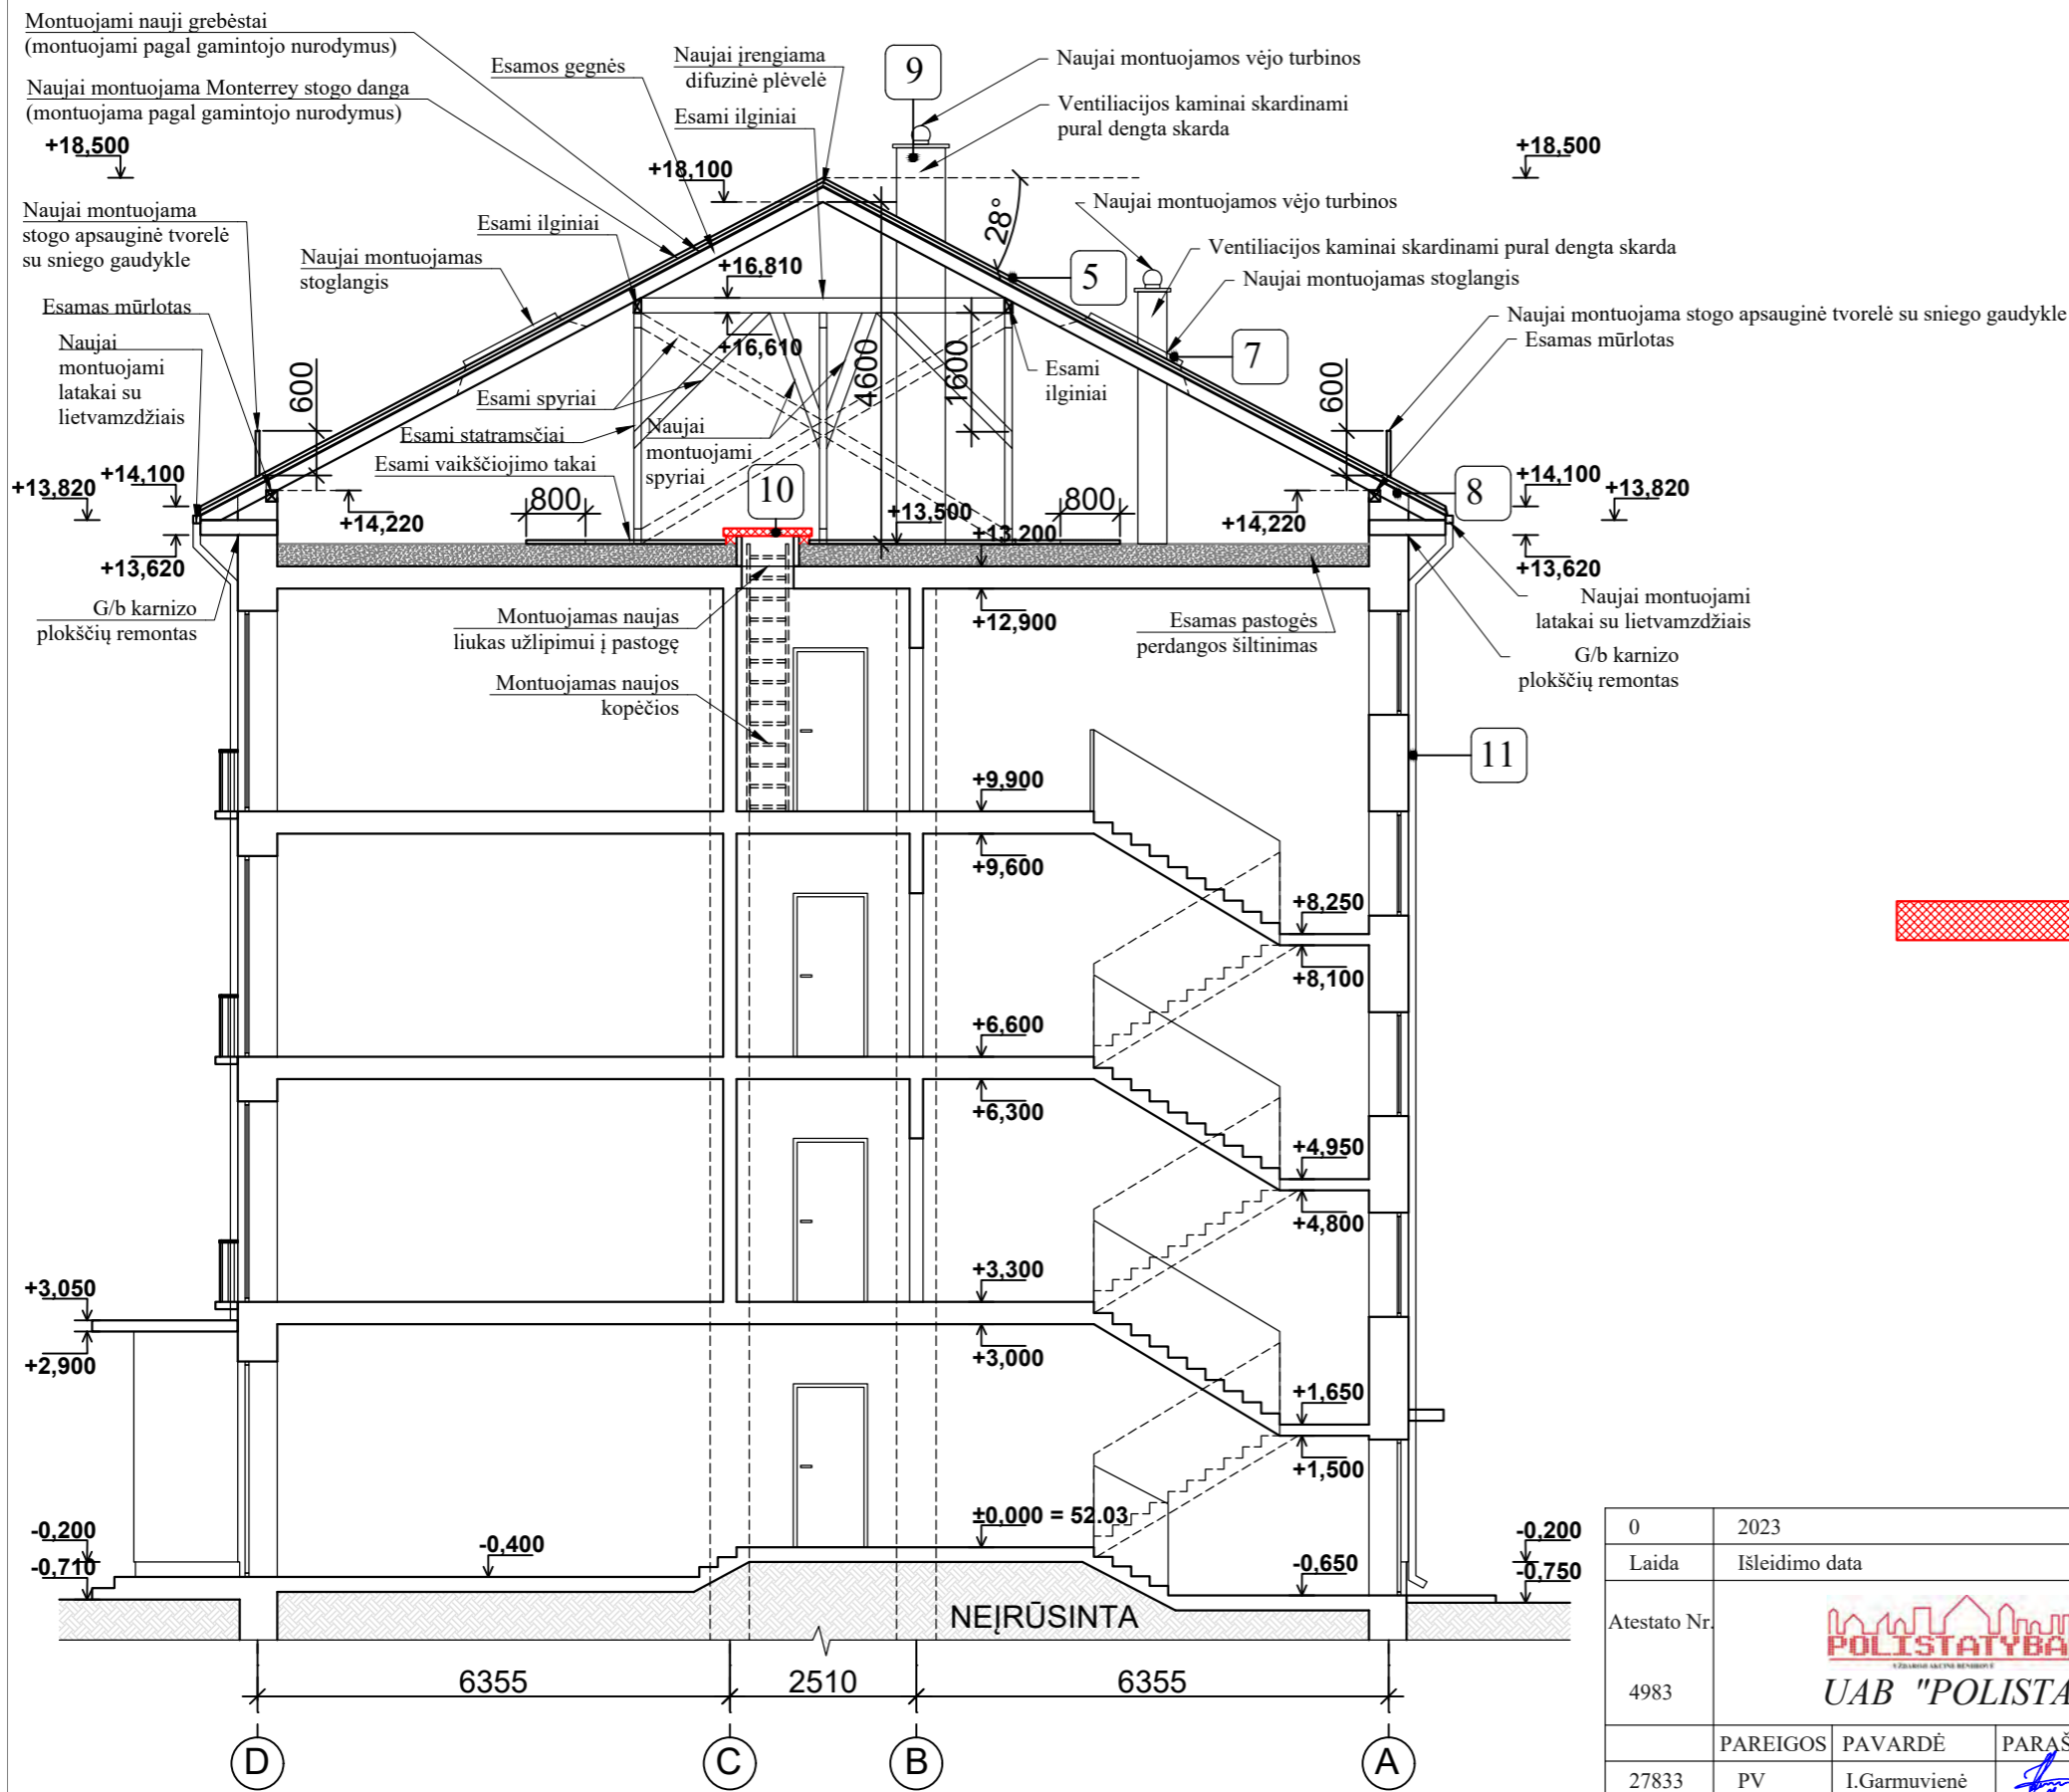 Montuojami nauji grebėstai
(montuojami pagal gamintojo nurodymus)
Naujai montuojama Monterrey stogo danga
(montuojama pagal gamintojo nurodymus)
Esamos gegnės
Naujai įrengiama
difuzinė plėvelė
Esami ilginiai
9
Naujai montuojamos vėjo turbinos
Ventiliacijos kaminai skardinami
pural dengta skarda
+18,500
+18,100
+18,500
Naujai montuojama
stogo apsauginė tvorelė
su sniego gaudykle
Naujai montuojamas
stoglangis
Esami ilginiai
28°
Naujai montuojamos vėjo turbinos
Ventiliacijos kaminai skardinami pural dengta skarda
5
Naujai montuojamas stoglangis
+16,810
+16,610
Esamas mūrlotas
Naujai montuojama stogo apsauginė tvorelė su sniego gaudykle
Esamas mūrlotas
7
Naujai
montuojami
latakai su
lietvamzdžiais
600
4600
1600
600
Esami
ilginiai
Esami spyriai
Esami statramsčiai
Esami vaikščiojimo takai
Naujai
montuojami
spyriai
10
8
+13,820
+14,100
+14,220
800
+13,500
800
+14,220
+14,100
+13,820
+13,200
+13,620
+13,620
G/b karnizo
plokščių remontas
Montuojamas naujas
liukas užlipimui į pastogę
+12,900
Esamas pastogės
perdangos šiltinimas
Naujai montuojami
latakai su lietvamzdžiais
G/b karnizo
plokščių remontas
Montuojamas naujos
kopėčios
11
+9,900
+9,600
+8,250
+8,100
+6,600
+6,300
+4,950
+4,800
+3,300
+3,050
+2,900
+3,000
+1,650
+1,500
±0,000 = 52.03
-0,200
-0,710
-0,400
-0,650
-0,200
-0,750
NEĮRŪSINTA
6355
2510
6355
D
C
B
A
0
2023
Laida
Išleidimo data
Atestato Nr.
POLISTATYBA
4983
UAB "POLISTA
PAREIGOS
PAVARDĖ
PARAŠ
27833
PV
I.Garmuvienė